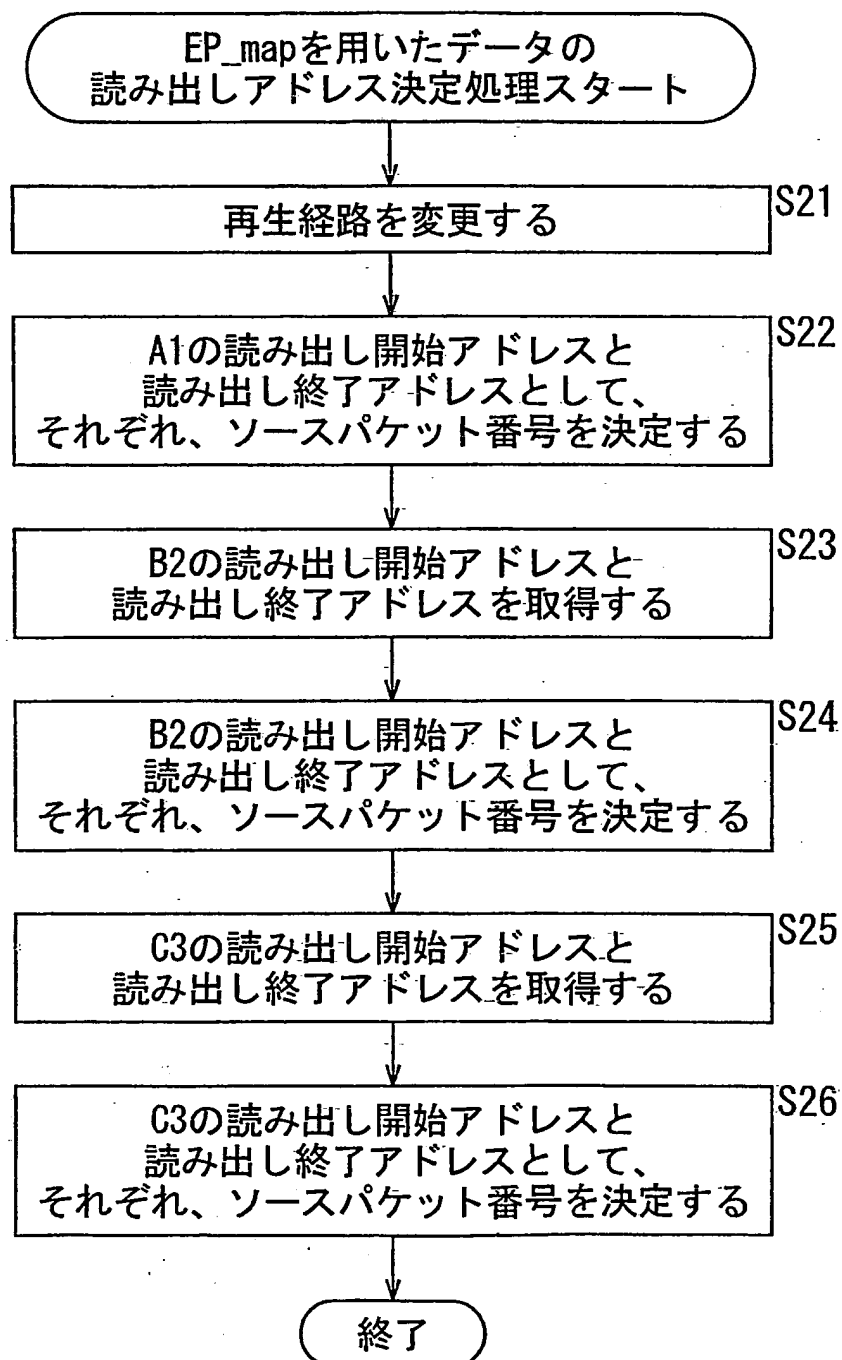 EP_mapを用いたデータの
読み出しアドレス決定処理スタート
S21
再生経路を変更する
S22
A1の読み出し開始アドレスと
読み出し終了アドレスとして、
それぞれ、ソースパケット番号を決定する
S23
B2の読み出し開始アドレスと
読み出し終了アドレスを取得する
S24
B2の読み出し開始アドレスと
読み出し終了アドレスとして、
それぞれ、ソースパケット番号を決定する
S25
C3の読み出し開始アドレスと
読み出し終了アドレスを取得する
S26
C3の読み出し開始アドレスと
読み出し終了アドレスとして、
それぞれ、ソースパケット番号を決定する
終了